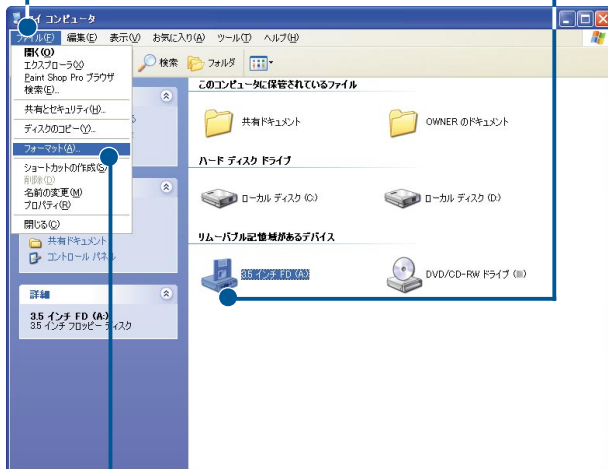 マイ コンピュータ
ファイル(F) 編集(E) 表示(V) お気に入り(A) ツール(T) ヘルプ(H)
検索 フォルダ
開く(O)
エクスプローラ(X)
Paint Shop Pro ブラウザ
検索(E)...
共有とセキュリティ(H)...
ディスクのコピー(Y)...
フォーマット(A)...
ショートカットの作成(S)
削除(D)
名前の変更(M)
プロパティ(R)
閉じる(C)
共有ドキュメント
コントロール パネル
詳細
3.5 インチ FD (A:)
3.5 インチ フロッピー ディスク
このコンピュータに保管されているファイル
共有ドキュメント
OWNER のドキュメント
ハード ディスク ドライブ
ローカル ディスク (C:)
ローカル ディスク (D:)
リムーバブル記憶域があるデバイス
3.5 インチ FD (A:)
DVD/CD-RW ドライブ